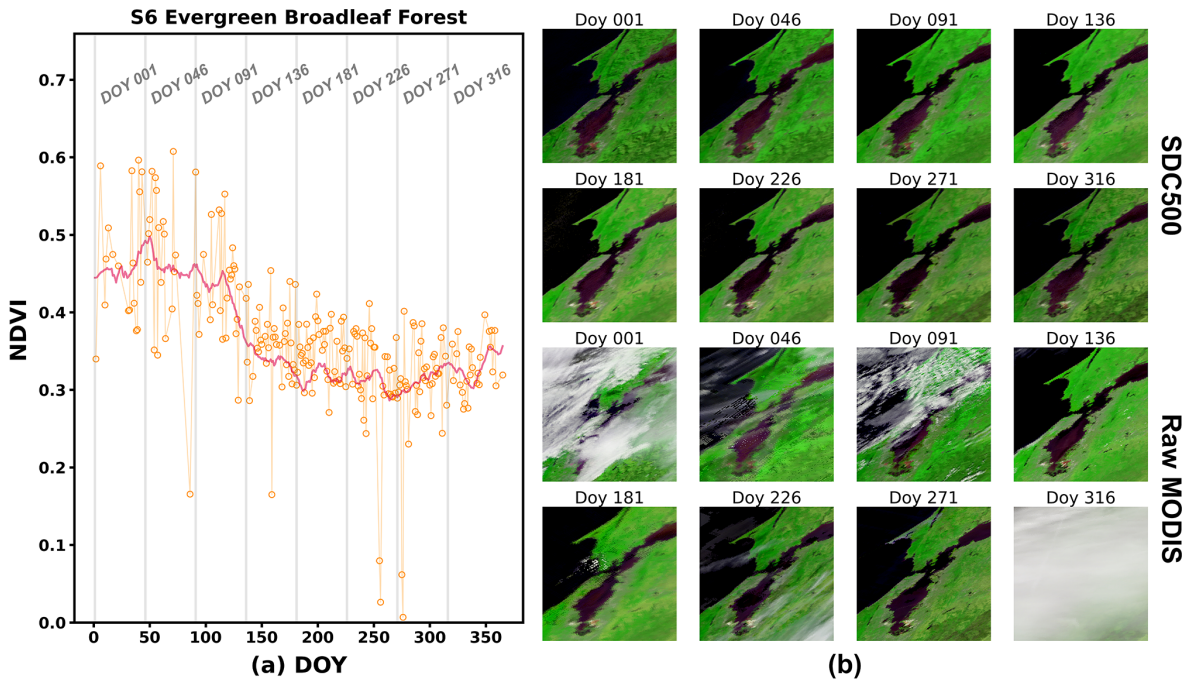 S6 Evergreen Broadleaf Forest
DOY 001
DOY 046
DOY 091
DOY 136
DOY 181
DOY 226
DOY 271
DOY 316
NDVI
0.7
0.6
0.5
0.4
0.3
0.2
0.1
0.0
0 50 100 150 200 250 300 350
(a) DOY
Doy 001 Doy 046 Doy 091 Doy 136
Doy 181 Doy 226 Doy 271 Doy 316
SDC500
Doy 001 Doy 046 Doy 091 Doy 136
Doy 181 Doy 226 Doy 271 Doy 316
Raw MODIS
(b)